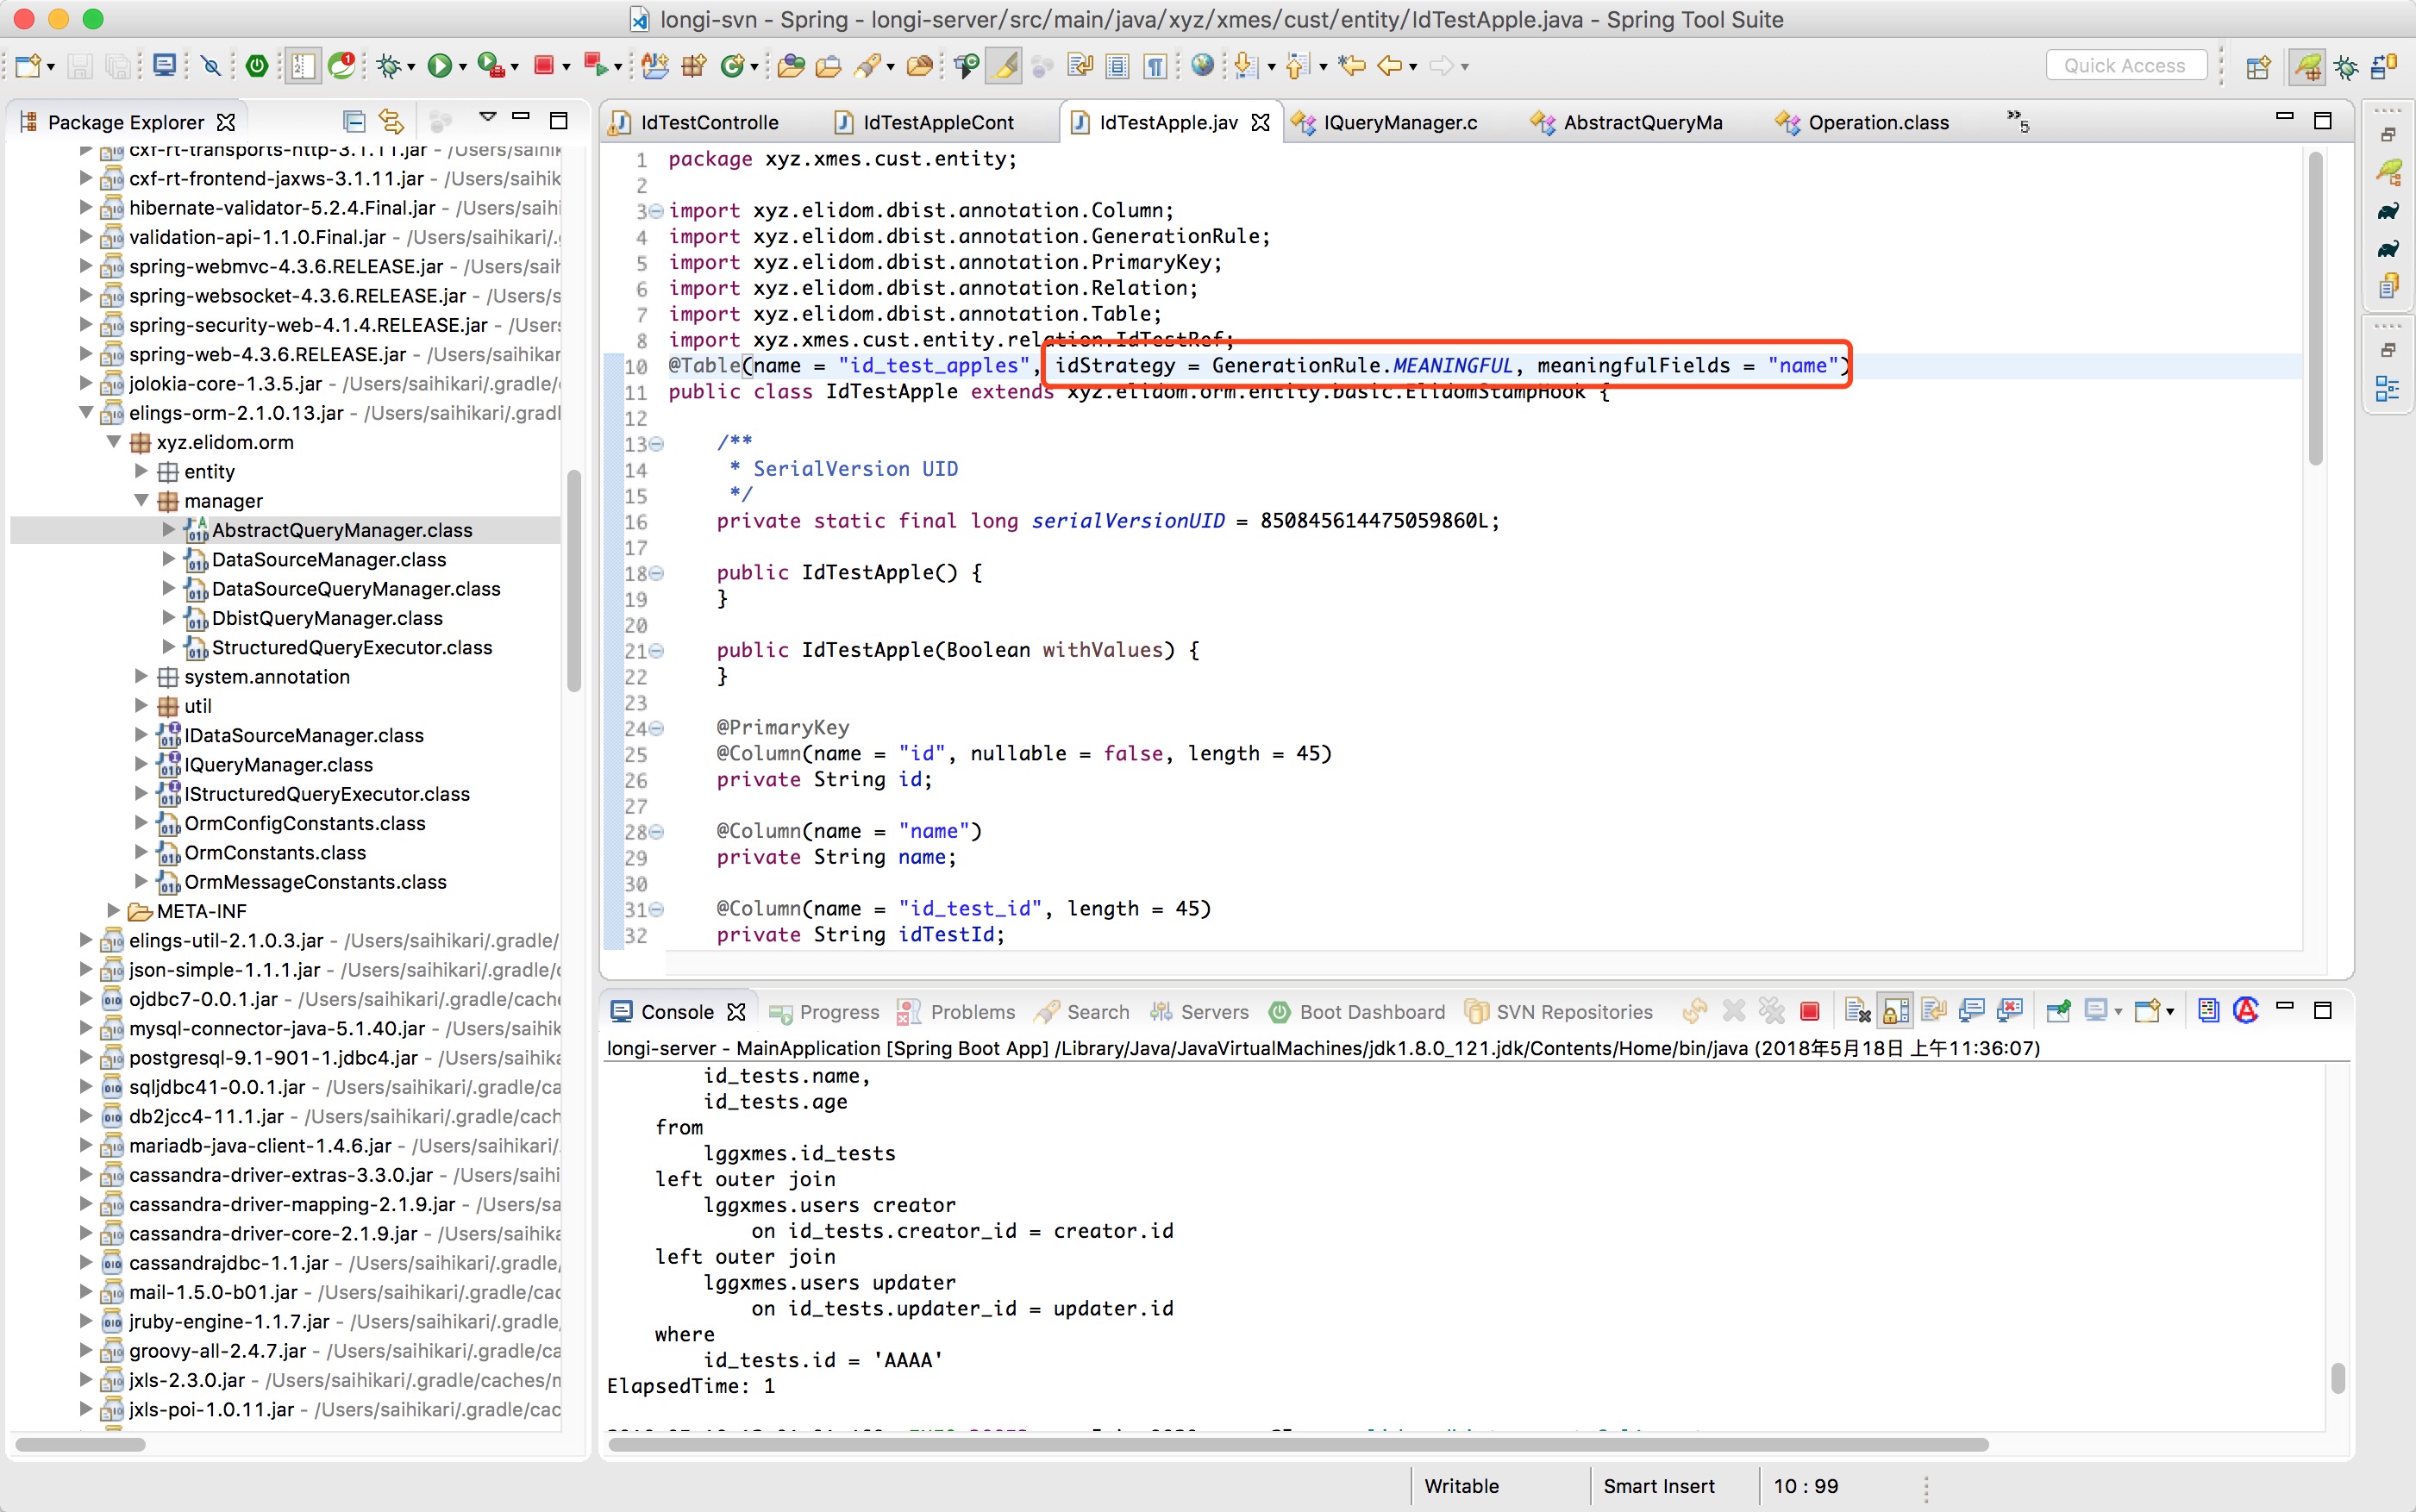 longi-svn - Spring - longi-server/src/main/java/xyz/xmes/cust/entity/IdTestApple.java - Spring Tool Suite
Quick Access
Package Explorer
cxf-rt-transports-http-3.1.11.jar - /Users/saihik
cxf-rt-frontend-jaxws-3.1.11.jar - /Users/saihik
hibernate-validator-5.2.4.Final.jar - /Users/saihi
validation-api-1.1.0.Final.jar - /Users/saihikari/.g
spring-webmvc-4.3.6.RELEASE.jar - /Users/saih
spring-websocket-4.3.6.RELEASE.jar - /Users/s
spring-security-web-4.1.4.RELEASE.jar - /User
spring-web-4.3.6.RELEASE.jar - /Users/saihikari
jolokia-core-1.3.5.jar - /Users/saihikari/.gradle/c
elings-orm-2.1.0.13.jar - /Users/saihikari/.gradl
xyz.elidom.orm
entity
manager
AbstractQueryManager.class
DataSourceManager.class
DataSourceQueryManager.class
DbistQueryManager.class
StructuredQueryExecutor.class
system.annotation
util
IDataSourceManager.class
IQueryManager.class
IStructuredQueryExecutor.class
OrmConfigConstants.class
OrmConstants.class
OrmMessageConstants.class
META-INF
elings-util-2.1.0.3.jar - /Users/saihikari/.gradle/
json-simple-1.1.1.jar - /Users/saihikari/.gradle/c
ojdbc7-0.0.1.jar - /Users/saihikari/.gradle/cache
mysql-connector-java-5.1.40.jar - /Users/saihik
postgresql-9.1-901-1.jdbc4.jar - /Users/saihikari
sqljdbc41-0.0.1.jar - /Users/saihikari/.gradle/ca
db2jcc4-11.1.jar - /Users/saihikari/.gradle/caches
mariadb-java-client-1.4.6.jar - /Users/saihikari/.
cassandra-driver-extras-3.3.0.jar - /Users/saihi
cassandra-driver-mapping-2.1.9.jar - /Users/sa
cassandra-driver-core-2.1.9.jar - /Users/saihika
cassandrajdbc-1.1.jar - /Users/saihikari/.gradle,
mail-1.5.0-b01.jar - /Users/saihikari/.gradle/cac
jruby-engine-1.1.7.jar - /Users/saihikari/.gradle,
groovy-all-2.4.7.jar - /Users/saihikari/.gradle/ca
jxls-2.3.0.jar - /Users/saihikari/.gradle/caches/m
jxls-poi-1.0.11.jar - /Users/saihikari/.gradle/cac
IdTestControlle IdTestAppleCont IdTestApple.jav IQueryManager.c AbstractQueryMa Operation.class »5
1 package xyz.xmes.cust.entity;
2
3 import xyz.elidom.dbist.annotation.Column;
4 import xyz.elidom.dbist.annotation.GenerationRule;
5 import xyz.elidom.dbist.annotation.PrimaryKey;
6 import xyz.elidom.dbist.annotation.Relation;
7 import xyz.elidom.dbist.annotation.Table;
8 import xyz.xmes.cust.entity.relation.IdTestRef;
10 @Table(name = "id_test_apples", idStrategy = GenerationRule.MEANINGFUL, meaningfulFields = "name")
11 public class IdTestApple extends xyz.elidom.orm.entity.basic.ElidomStampHook {
12
13 /**
14 * SerialVersion UID
15 */
16 private static final long serialVersionUID = 850845614475059860L;
17
18 public IdTestApple() {
19 }
20
21 public IdTestApple(Boolean withValues) {
22 }
23
24 @PrimaryKey
25 @Column(name = "id", nullable = false, length = 45)
26 private String id;
27
28 @Column(name = "name")
29 private String name;
30
31 @Column(name = "id_test_id", length = 45)
32 private String idTestId;
Console Progress Problems Search Servers Boot Dashboard SVN Repositories
longi-server - MainApplication [Spring Boot App] /Library/Java/JavaVirtualMachines/jdk1.8.0_121.jdk/Contents/Home/bin/java (2018年5月18日 上午11:36:07)
id_tests.name,
id_tests.age
from
lggxmes.id_tests
left outer join
lggxmes.users creator
on id_tests.creator_id = creator.id
left outer join
lggxmes.users updater
on id_tests.updater_id = updater.id
where
id_tests.id = 'AAAA'
ElapsedTime: 1
Writable
Smart Insert
10 : 99